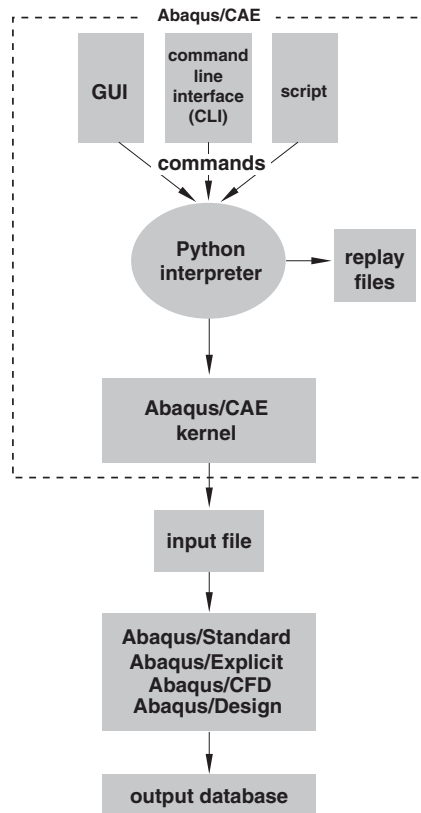 Abaqus/CAE
GUI
command
line
interface
(CLI)
script
commands
Python
interpreter
replay
files
Abaqus/CAE
kernel
input file
Abaqus/Standard
Abaqus/Explicit
Abaqus/CFD
Abaqus/Design
output database